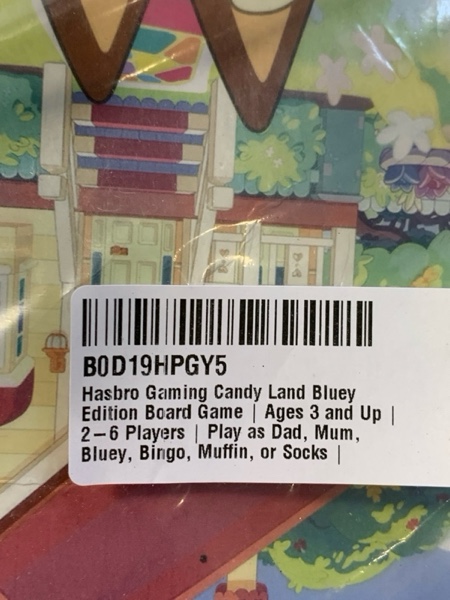 B0D19HPGY5
Hasbro Gaming Candy Land Bluey
Edition Board Game | Ages 3 and Up |
2–6 Players | Play as Dad, Mum,
Bluey, Bingo, Muffin, or Socks |